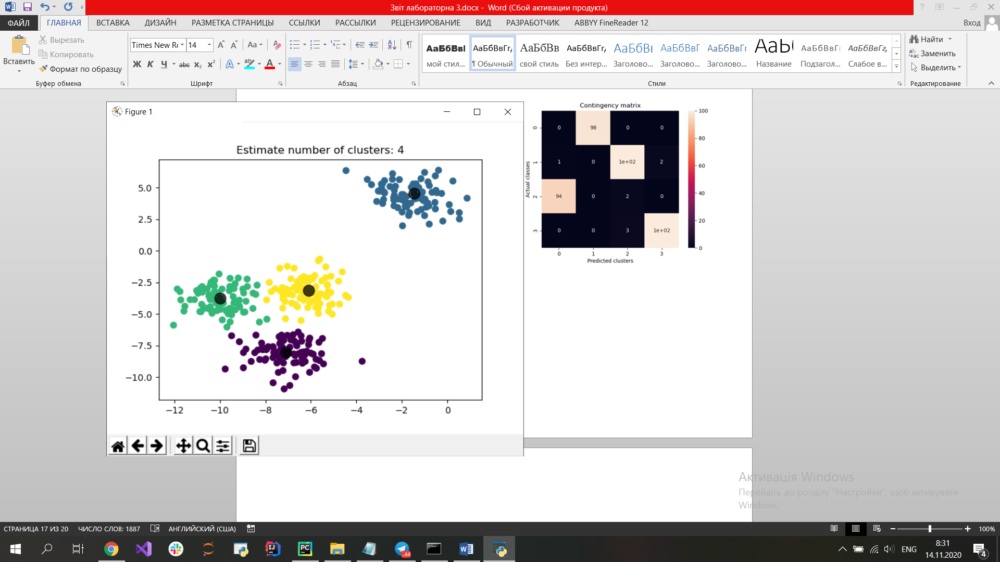 Звіт лабораторна 3.docx - Word (Сбой активации продукта)
ФАЙЛ ГЛАВНАЯ ВСТАВКА ДИЗАЙН РАЗМЕТКА СТРАНИЦЫ ССЫЛКИ РАССЫЛКИ РЕЦЕНЗИРОВАНИЕ ВИД РАЗРАБОТЧИК ABBYY FineReader 12 Вход
Вставить
Вырезать
Копировать
Формат по образцу
Буфер обмена
Times New Rc 14
Ж К Ч abc x₂ x²
Шрифт
Абзац
АаБбВвІ АаБбВвГг, АаБбВв АаБбВвГг, АаБбВı АаБбВвГ АаБбВвГг АаЫ АаБбВвГı АаБбВвГг,
мой стил... ¶ Обычный свой стиль Без интер... Заголово... Заголово... Заголово... Название Подзагол... Слабое в...
Стили
Найти
Заменить
Выделить
Редактирование
Figure 1
Estimate number of clusters: 4
5.0
2.5
0.0
−2.5
−5.0
−7.5
−10.0
−12 −10 −8 −6 −4 −2 0
Contingency matrix
Actual classes
0 0 98 0 0
1 1 0 1e+02 2
2 94 0 2 0
3 0 0 3 1e+02
0 1 2 3
Predicted clusters
100
80
60
40
20
0
Активація Windows
Перейдіть до розділу "Настройки", щоб активувати
Windows.
СТРАНИЦА 17 ИЗ 20 ЧИСЛО СЛОВ: 1887 АНГЛИЙСКИЙ (США) 100%
..44
ENG
8:31
14.11.2020
4